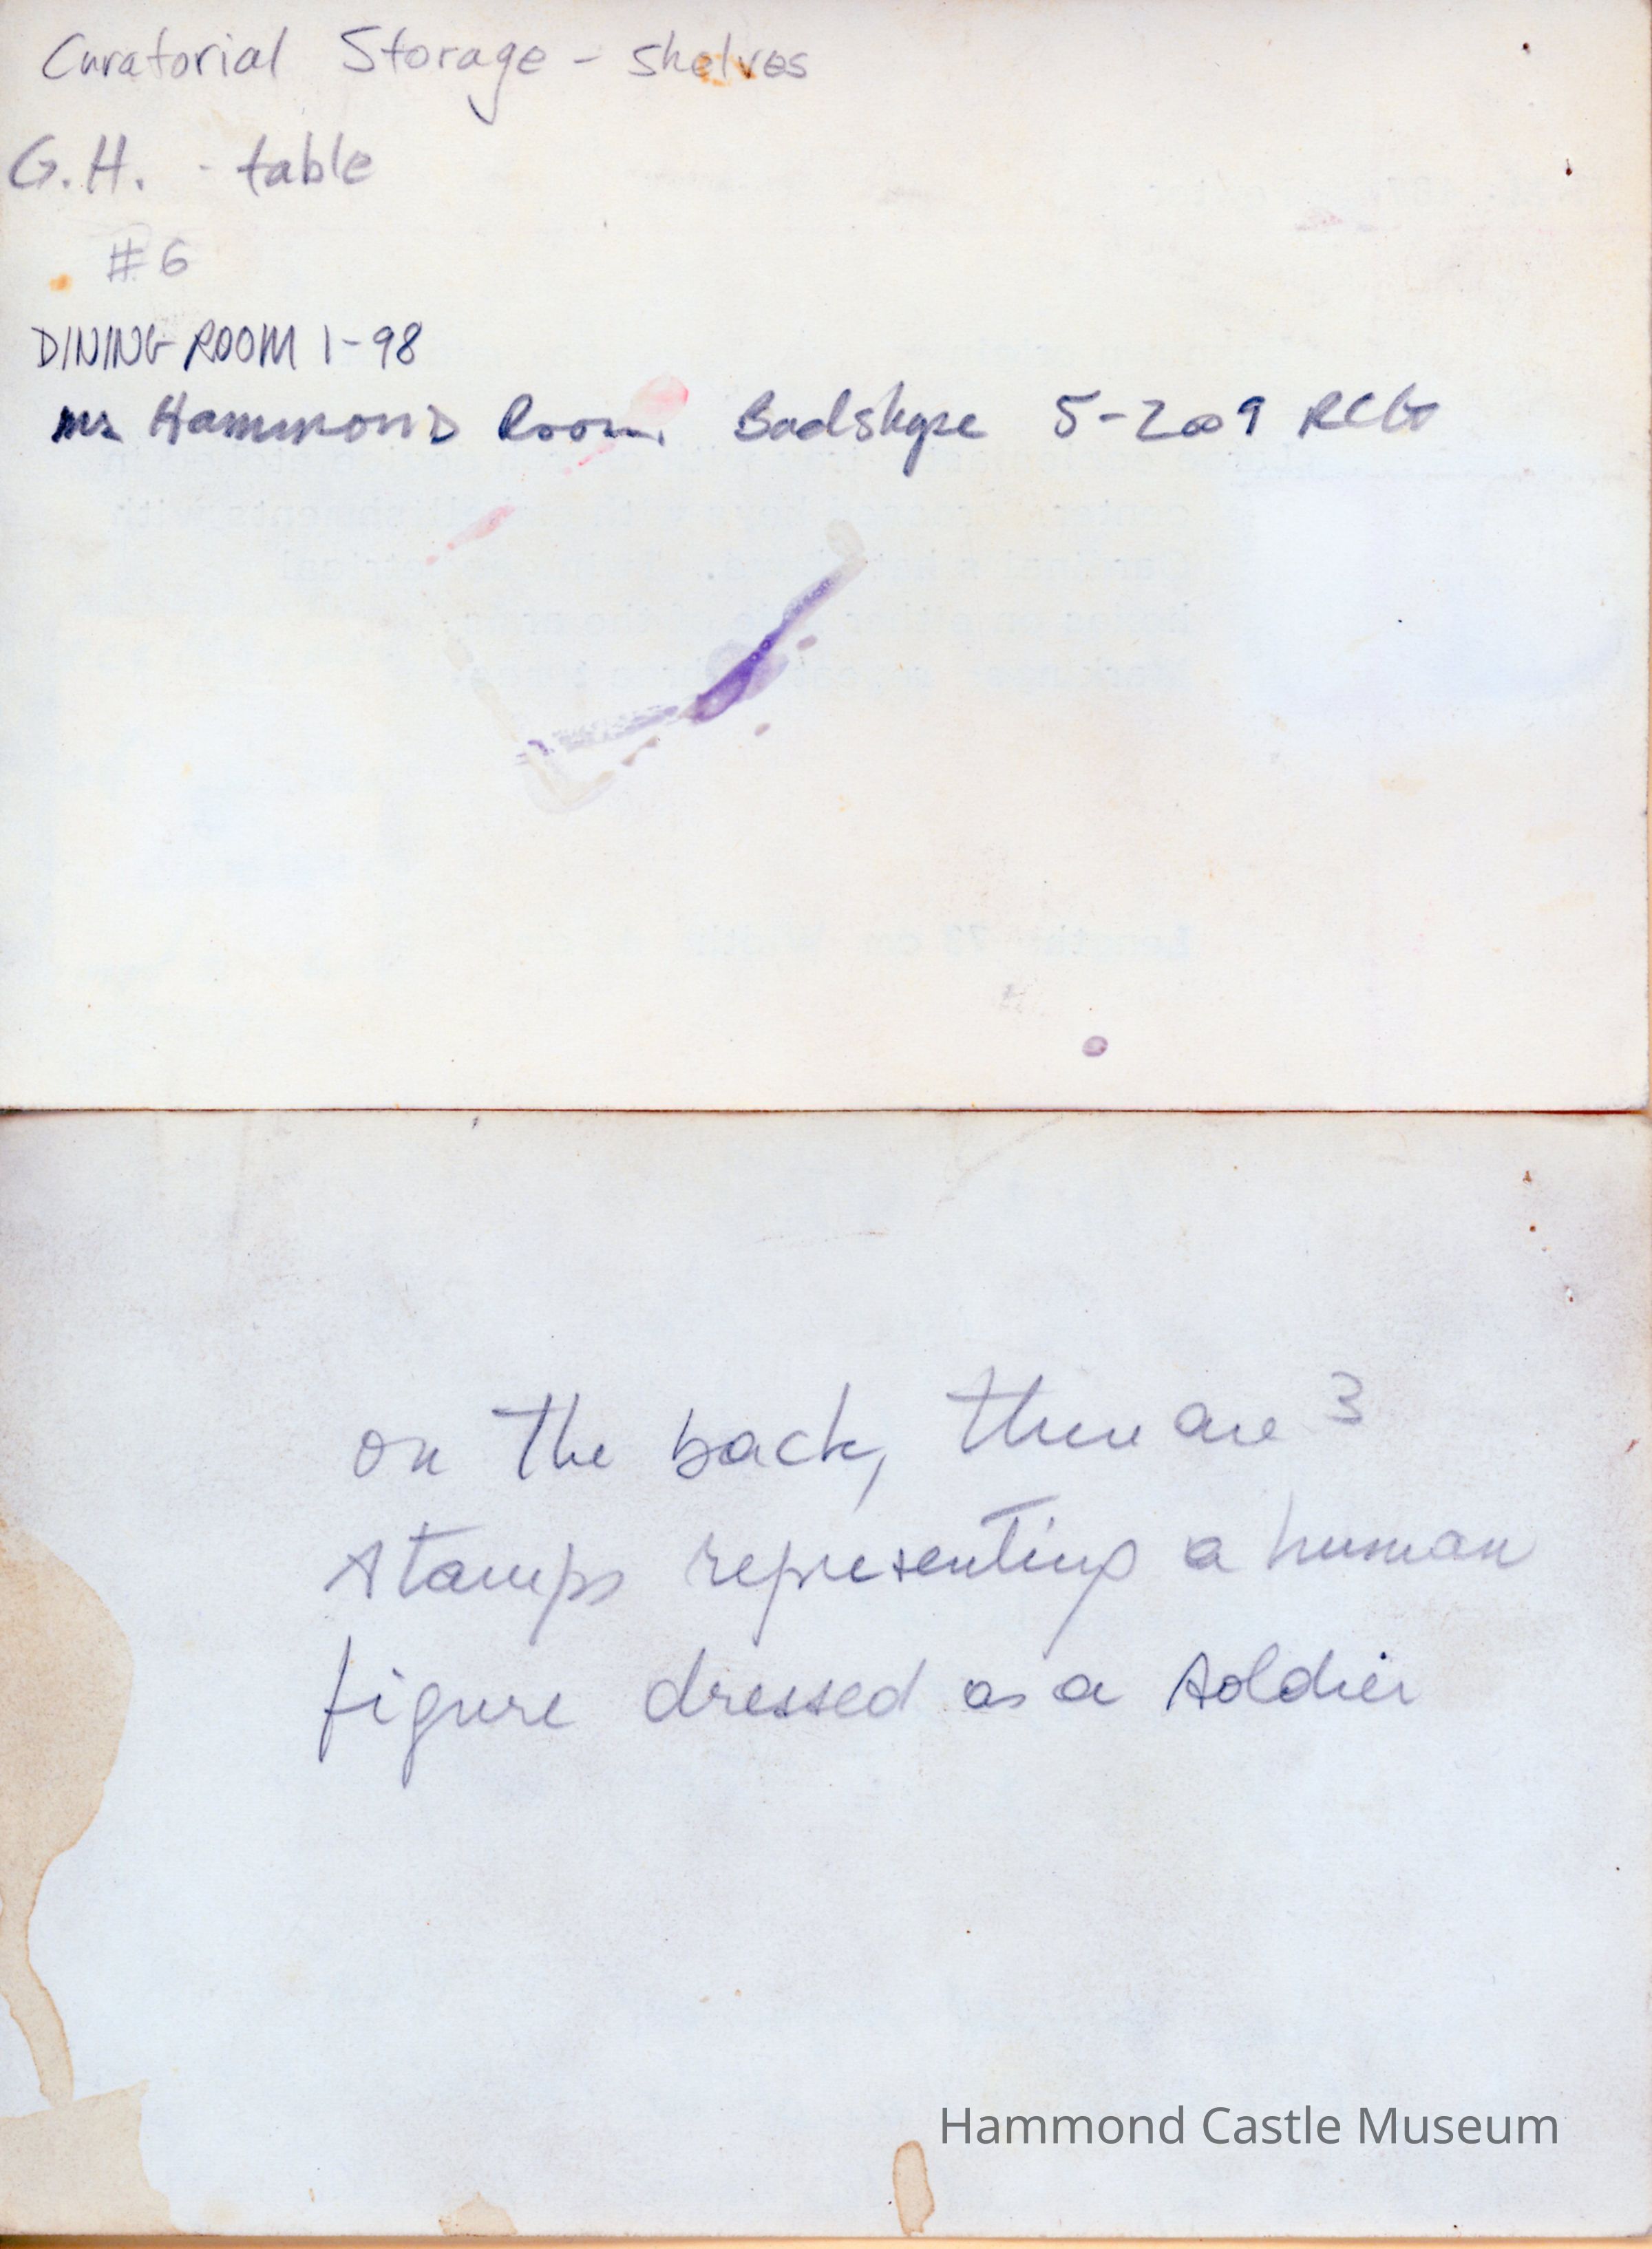 Curatorial Storage - shelves
G.H. - table
#6
DINING ROOM 1-98
Mr Hammond Room 5-2009 RCG
on the back, there are 3
stamps representing a human
figure dressed as a soldier
Hammond Castle Museum